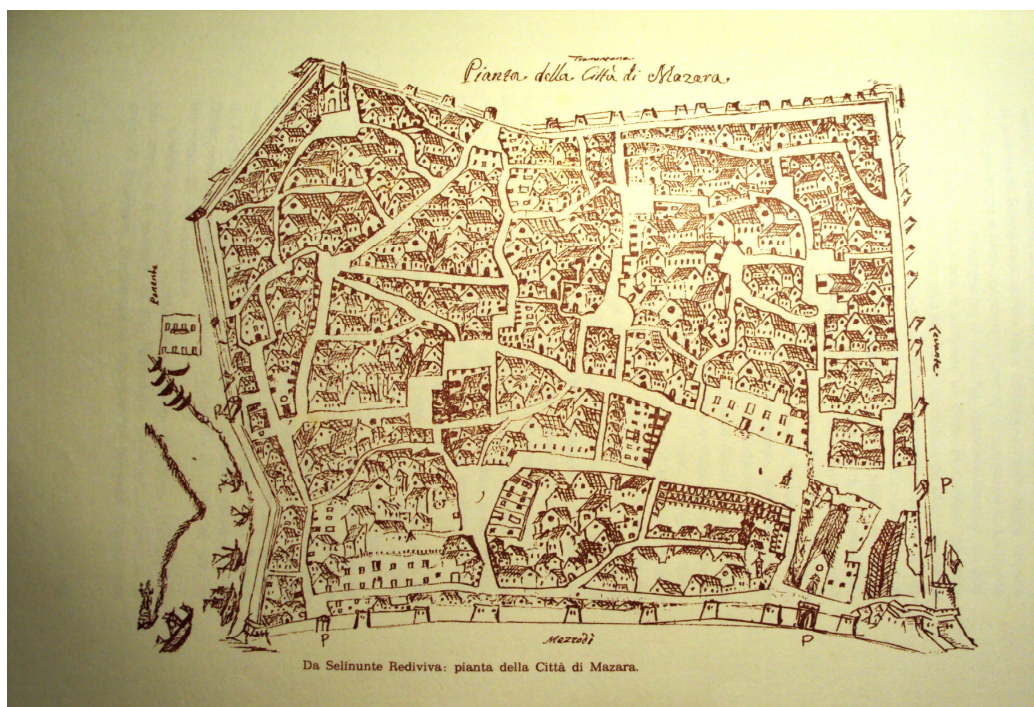 Tramontana
Pianta della Città di Mazara
Ponente
Levante
P
P
Mezzodì
P
Da Selinunte Rediviva: pianta della Città di Mazara.